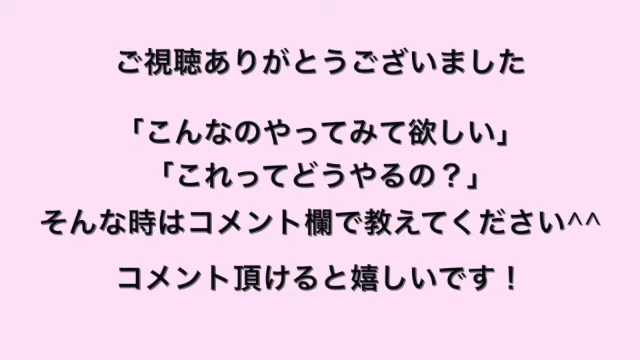 ご視聴ありがとうございました
「こんなのやってみて欲しい」
「これってどうやるの？」
そんな時はコメント欄で教えてください^^
コメント頂けると嬉しいです！